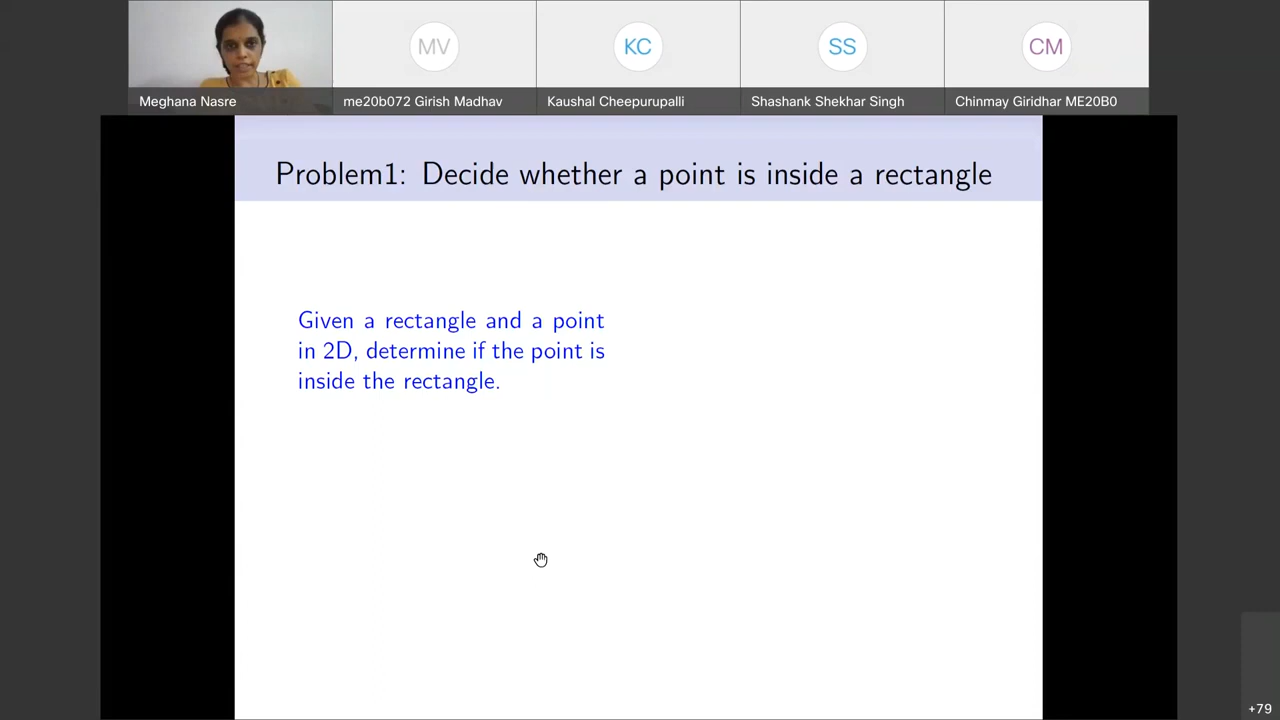 MV
KC
SS
CM
Meghana Nasre
me20b072 Girish Madhav
Kaushal Cheepurupalli
Shashank Shekhar Singh
Chinmay Giridhar ME20B0
Problem1: Decide whether a point is inside a rectangle
Given a rectangle and a point
in 2D, determine if the point is
inside the rectangle.
+79